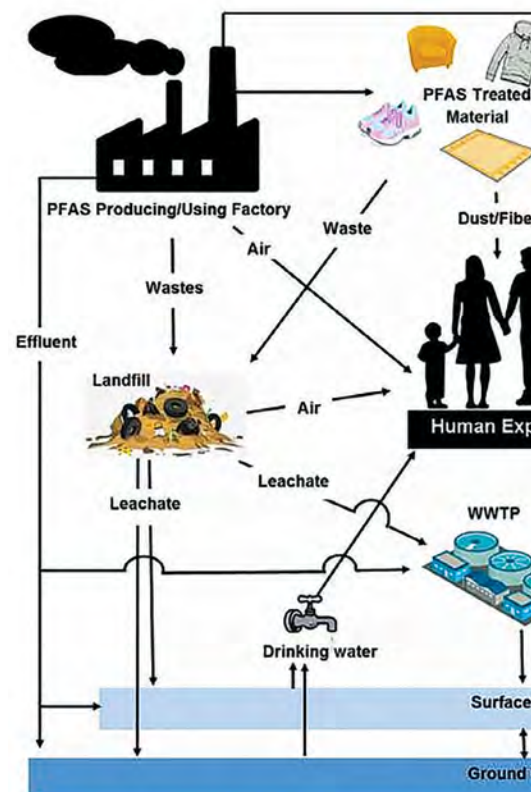 PFAS Treated
Material
PFAS Producing/Using Factory
Dust/Fibe
Waste
Air
Wastes
Effluent
Landfill
Air
Human Exp
Leachate
Leachate
WWTP
Drinking water
Surface
Ground